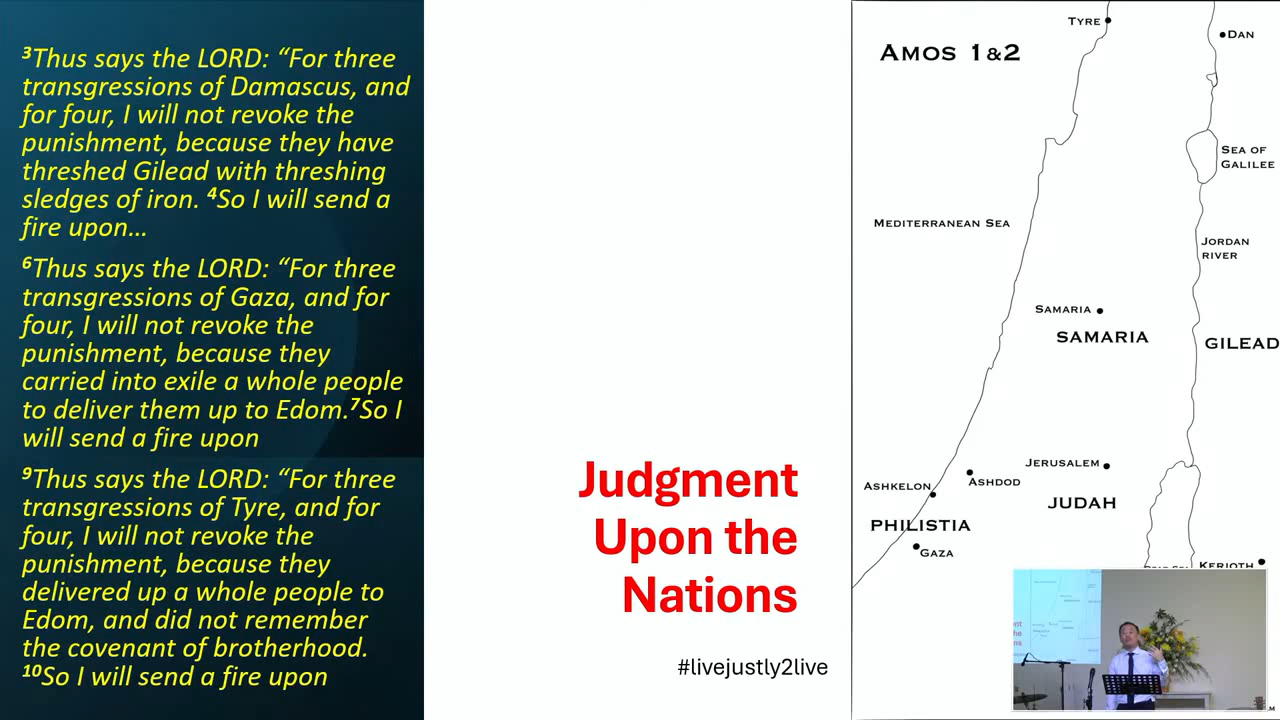 ³Thus says the LORD: “For three
transgressions of Damascus, and
for four, I will not revoke the
punishment, because they have
threshed Gilead with threshing
sledges of iron. ⁴So I will send a
fire upon…
⁶Thus says the LORD: “For three
transgressions of Gaza, and for
four, I will not revoke the
punishment, because they
carried into exile a whole people
to deliver them up to Edom.⁷So I
will send a fire upon
⁹Thus says the LORD: “For three
transgressions of Tyre, and for
four, I will not revoke the
punishment, because they
delivered up a whole people to
Edom, and did not remember
the covenant of brotherhood.
¹⁰So I will send a fire upon
Judgment
Upon the
Nations
#livejustly2live
AMOS 1&2
TYRE
DAN
SEA OF
GALILEE
MEDITERRANEAN SEA
JORDAN
RIVER
SAMARIA
SAMARIA
GILEAD
JERUSALEM
ASHDOD
ASHKELON
JUDAH
PHILISTIA
GAZA
KERIOTH